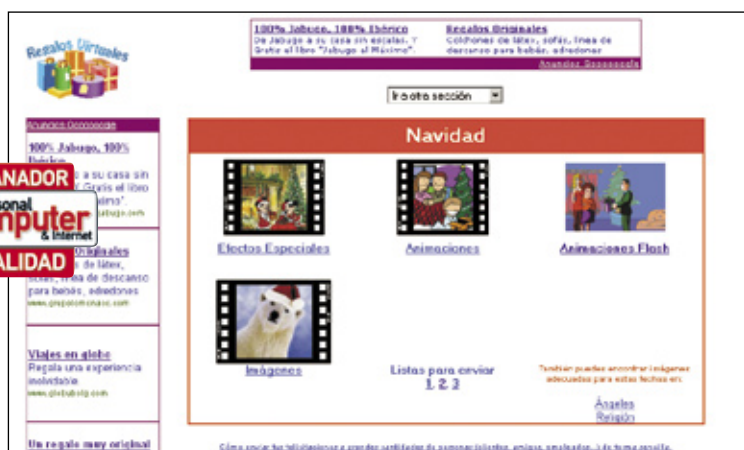 Regalos Virtuales
100% Jabugo, 100% Ibérico
De Jabugo a su casa sin escalas. Y
Gratis el libro "Jabugo al Máximo".
Regalos Originales
Colchones de látex, sofás, línea de
descanso para bebés, edredones
Anuncios Goooooogle
Ir a otra sección
Anuncios Goooooogle
100% Jabugo, 100%
Ibérico
a su casa sin
Gratis el libro
ANADOR
sonal
mputer
& Internet
ALIDAD
Originales
de látex,
sofás, línea de descanso
para bebés, edredones
Viajes en globo
Regala una experiencia
inolvidable
Un regalo muy original
Navidad
Efectos Especiales
Animaciones
Animaciones Flash
Imágenes
Listas para enviar
1, 2, 3
También puedes encontrar imágenes
adecuadas para estas fechas en:
Ángeles
Religión